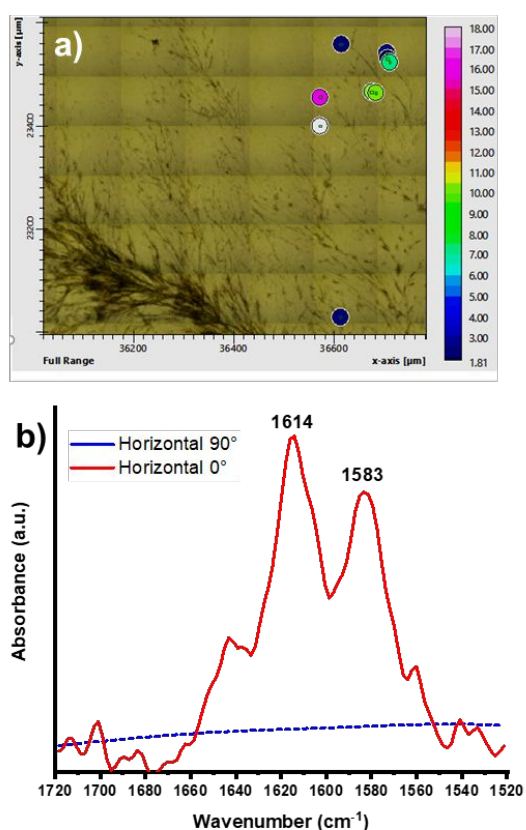 a)
y-axis [µm]
23400
23200
36200
36400
36600
Full Range
x-axis [µm]
18.00
17.00
16.00
15.00
14.00
13.00
12.00
11.00
10.00
9.00
8.00
7.00
6.00
5.00
4.00
3.00
1.81
b)
Horizontal 90°
Horizontal 0°
1614
1583
Absorbance (a.u.)
1720 1700 1680 1660 1640 1620 1600 1580 1560 1540 1520
Wavenumber (cm⁻¹)